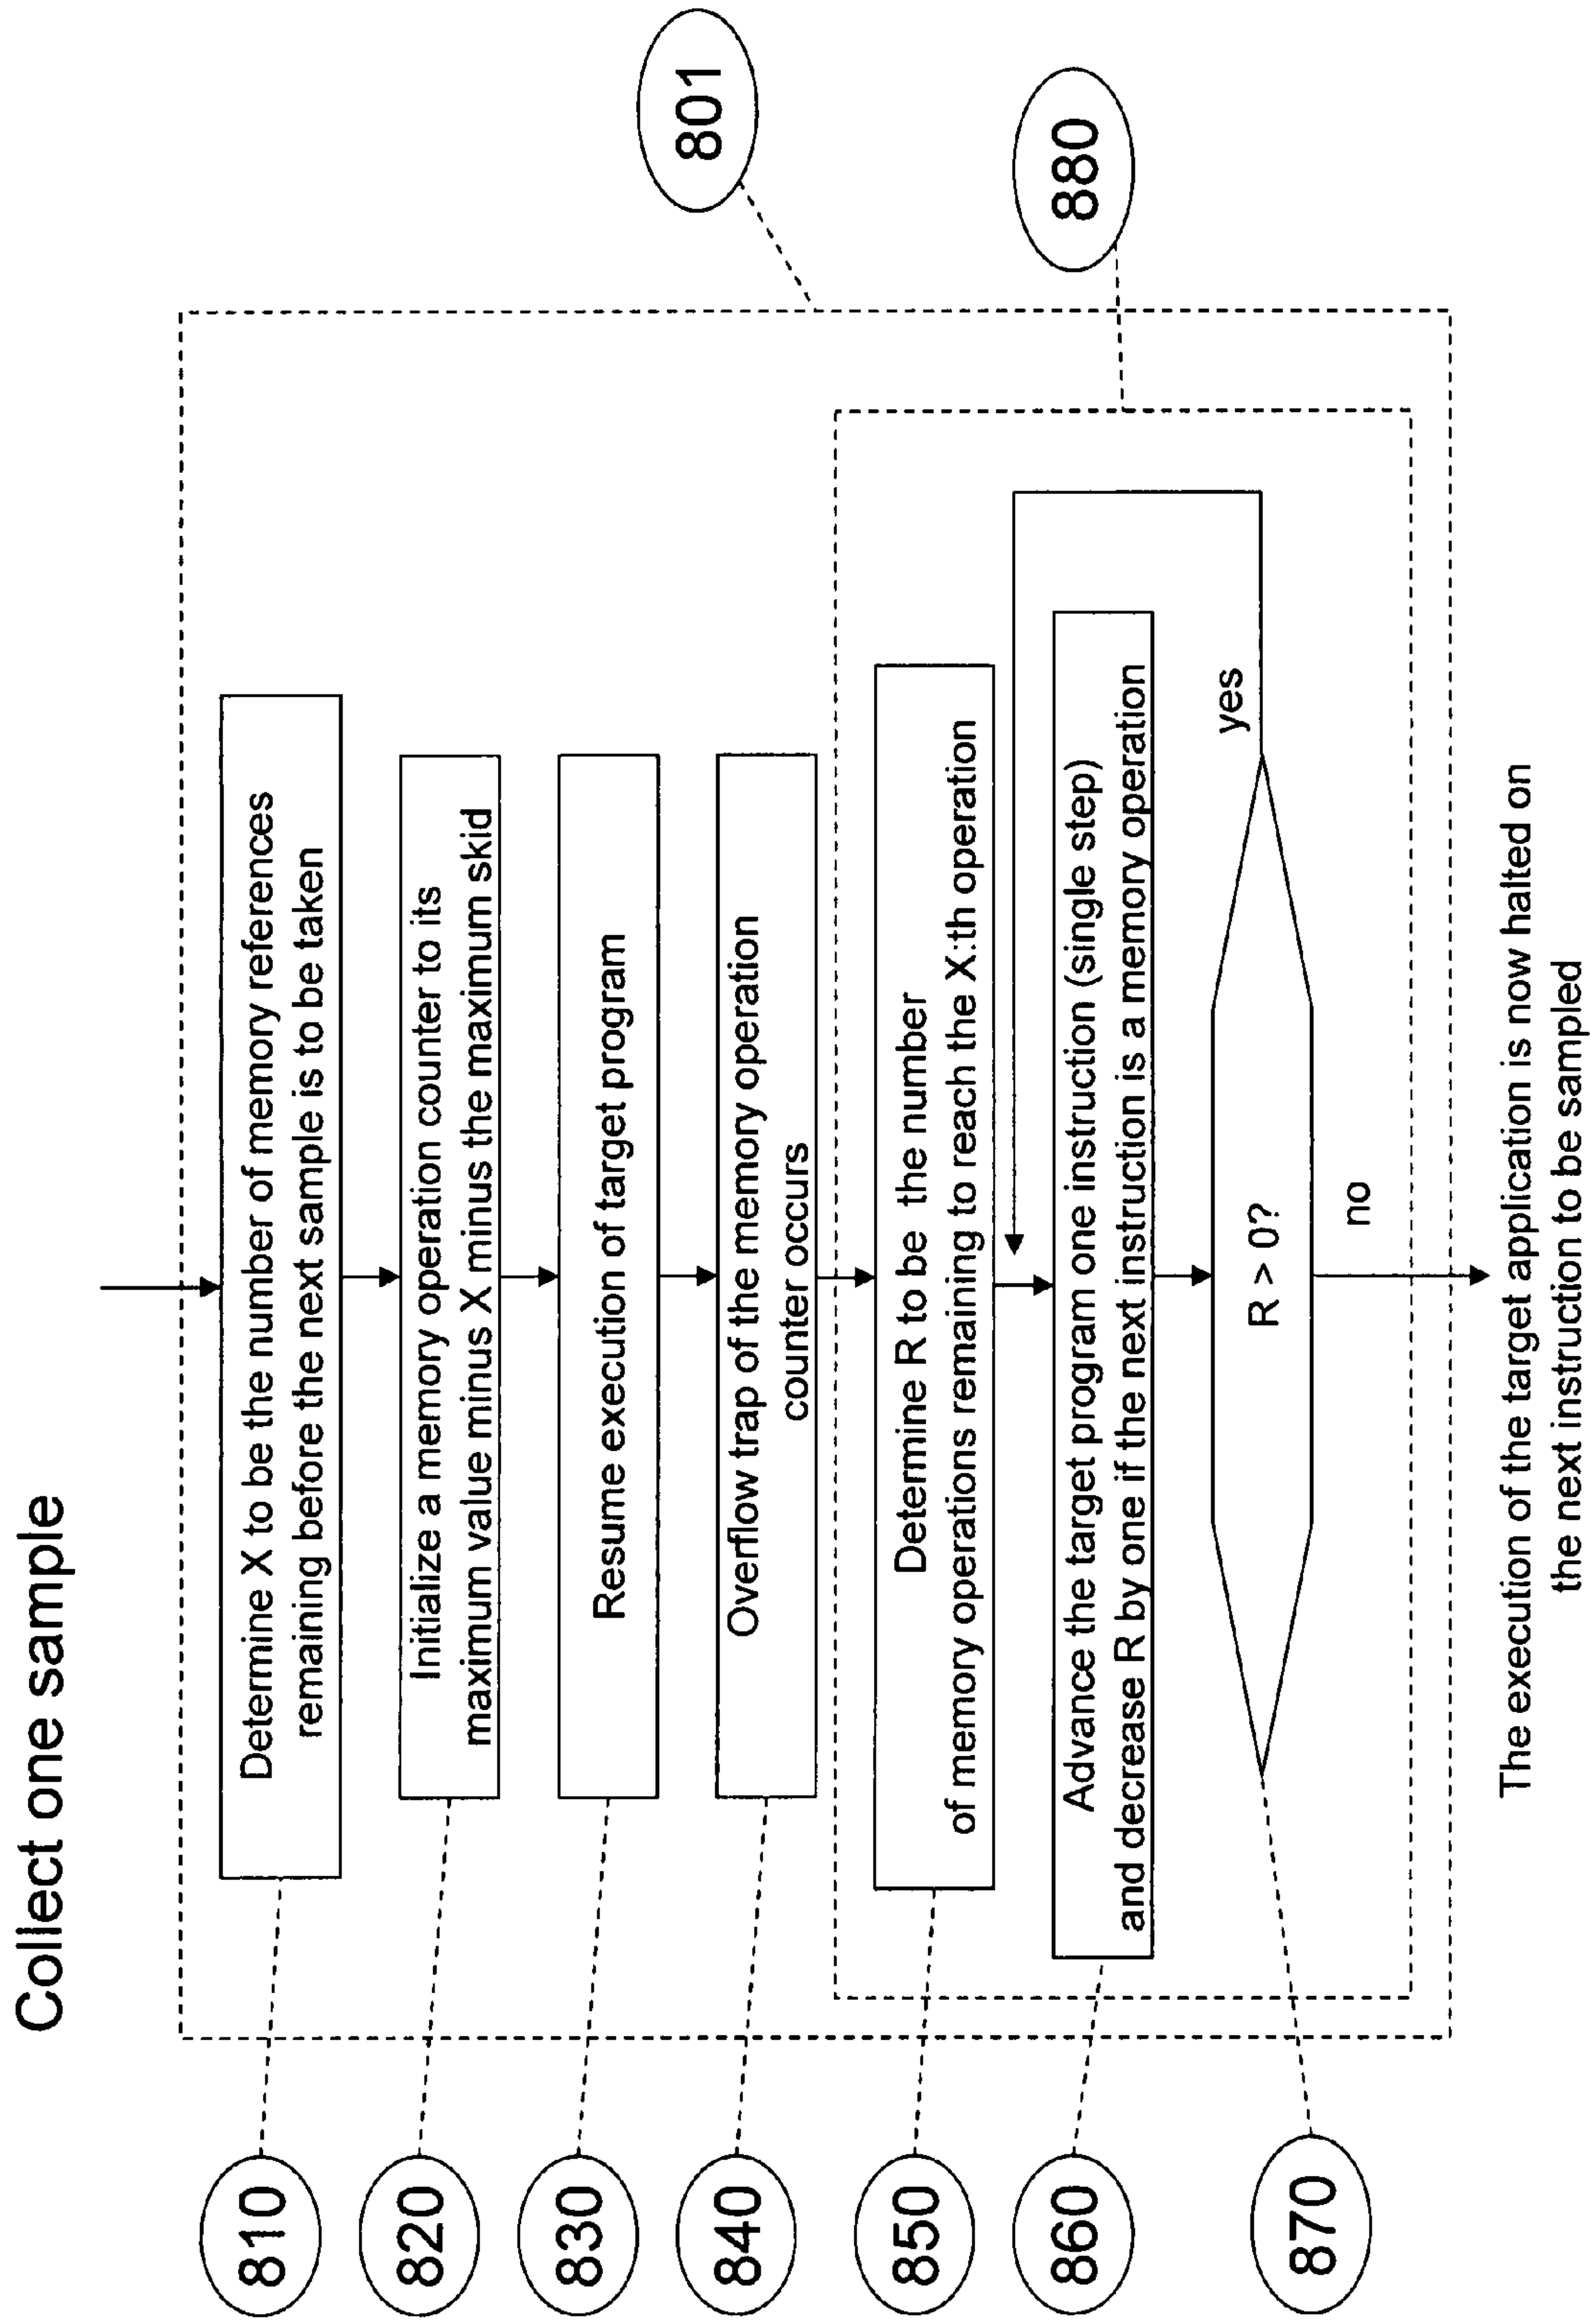 Collect one sample
801
810
Determine X to be the number of memory references
remaining before the next sample is to be taken
820
Initialize a memory operation counter to its
maximum value minus X minus the maximum skid
830
Resume execution of target program
840
Overflow trap of the memory operation
counter occurs
880
850
Determine R to be the number
of memory operations remaining to reach the X:th operation
860
Advance the target program one instruction (single step)
and decrease R by one if the next instruction is a memory operation
870
R > 0?
yes
no
The execution of the target application is now halted on
the next instruction to be sampled